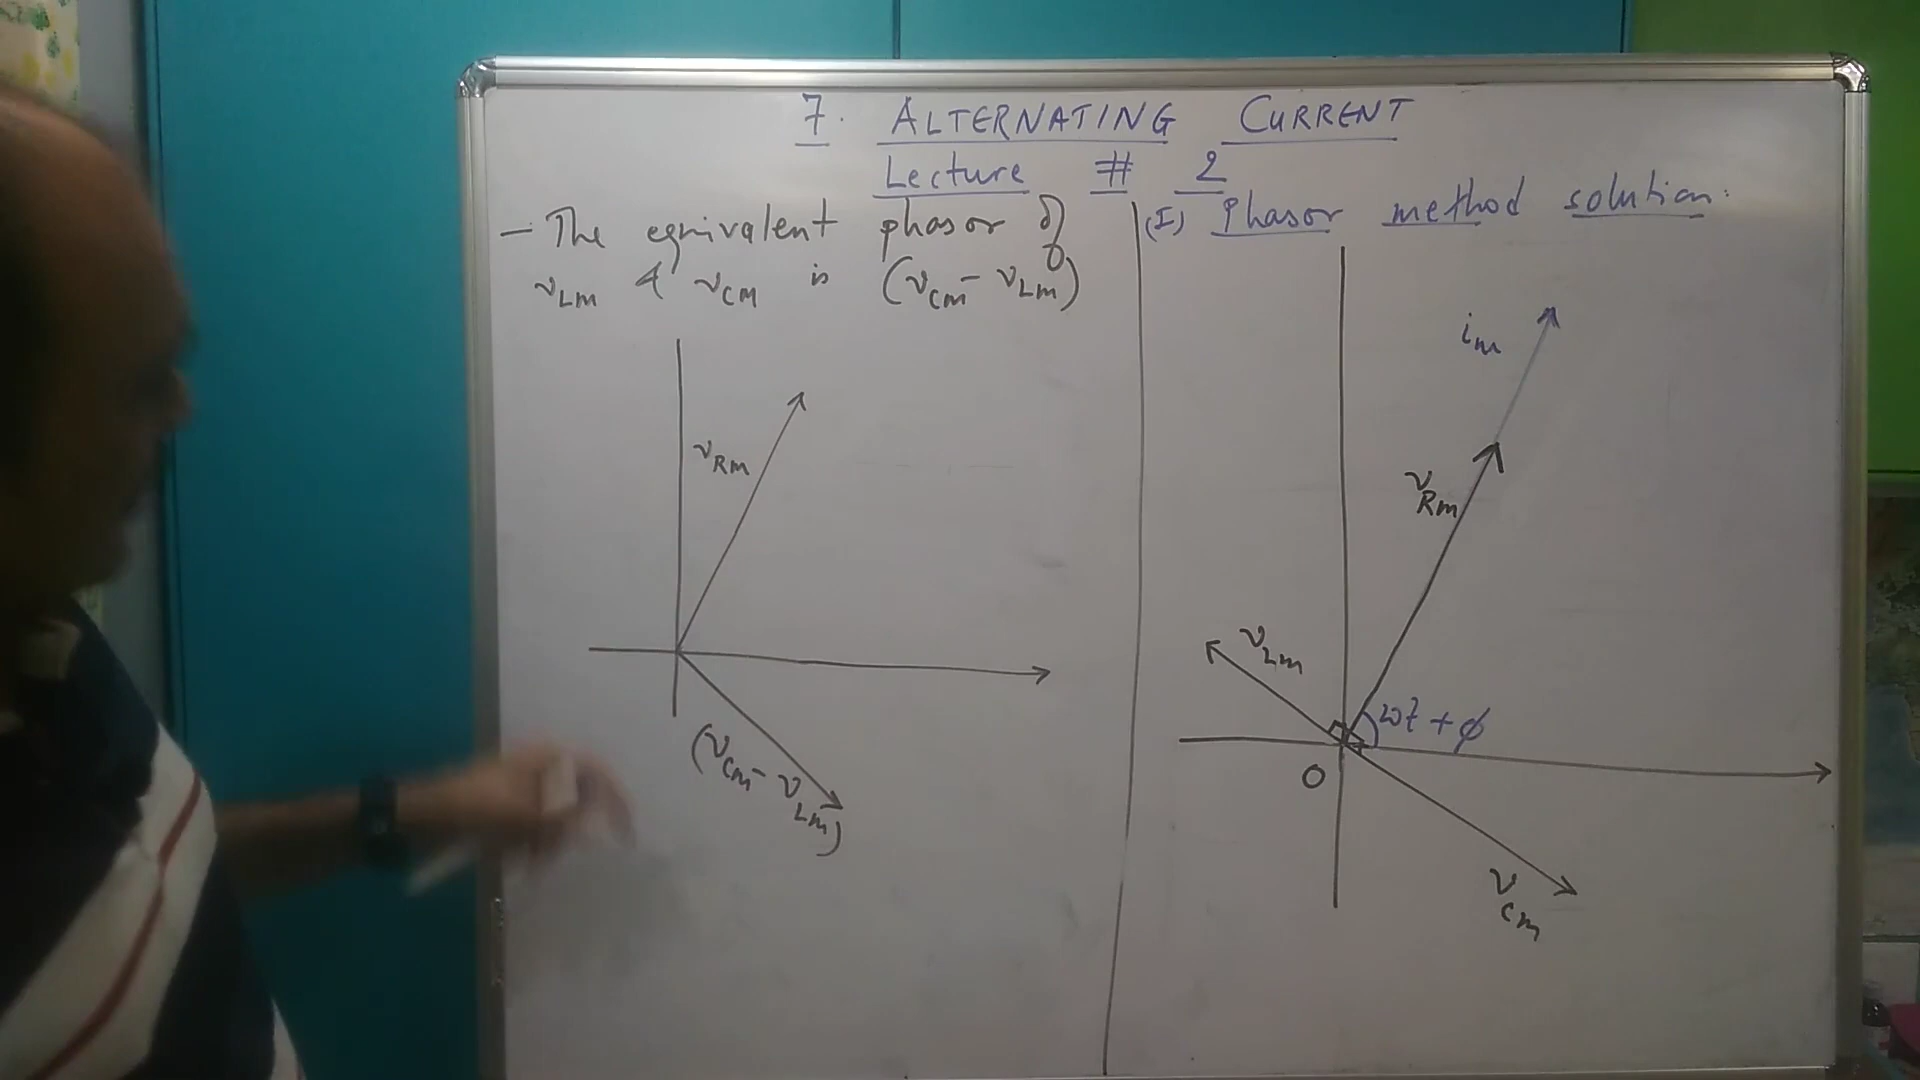 7. ALTERNATING CURRENT
Lecture # 2
- The equivalent phasor of
vLm & vCM is (vCm - vLm)
vRm
(vCm - vLm)
(I) Phasor method solution:
im
vRm
vLm
ωt + ϕ
O
vCm